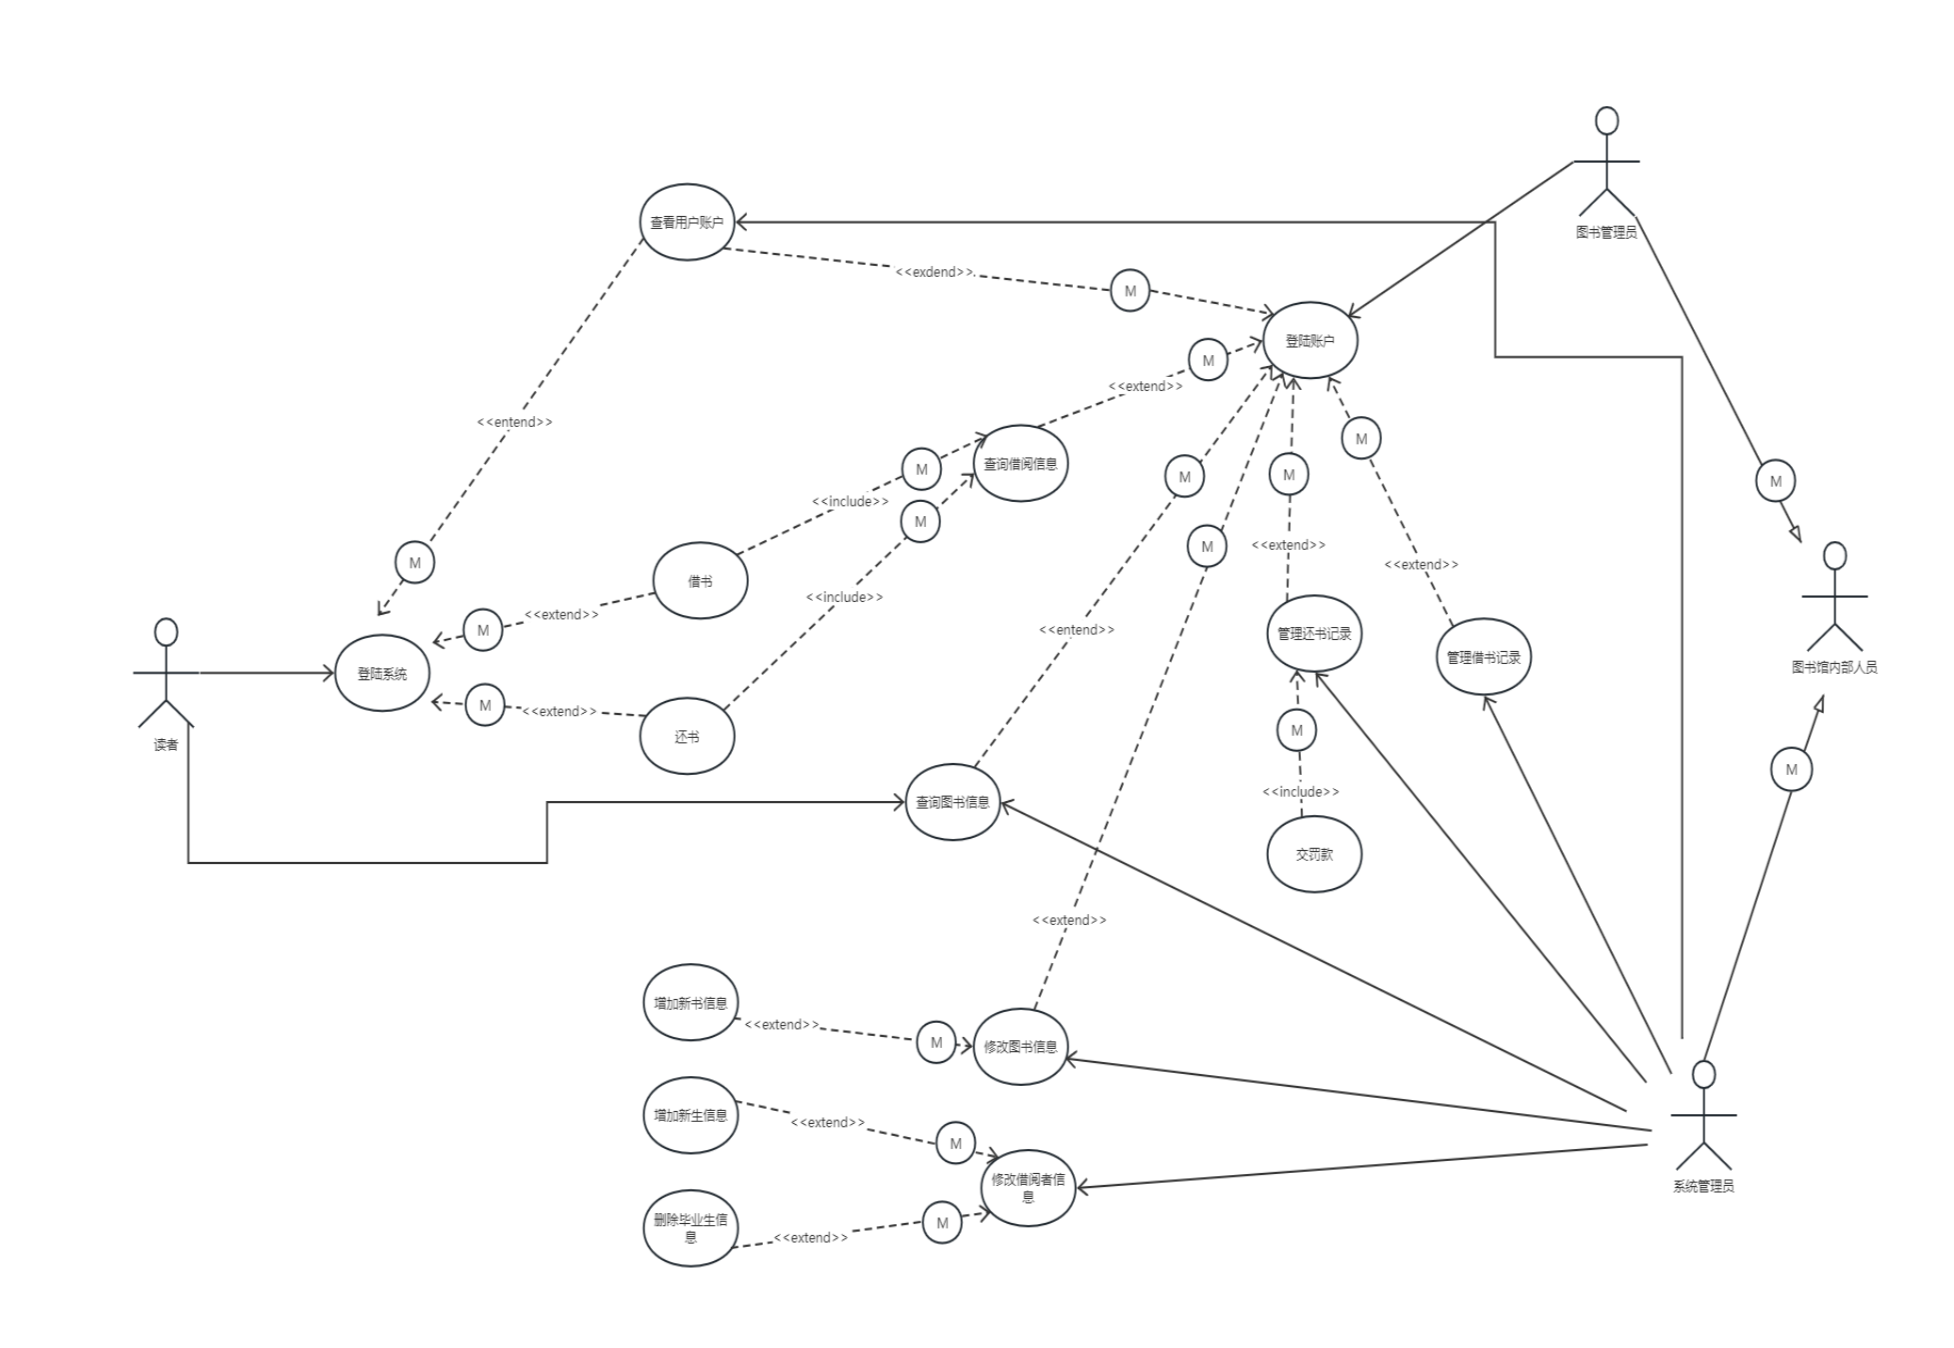 图书管理员
查看用户账户
<<exdend>>
M
登陆账户
M
<<extend>>
<<entend>>
M
查询借阅信息
M
M
M
M
<<include>>
M
M
M
<<extend>>
<<extend>>
借书
<<include>>
<<extend>>
M
<<entend>>
管理还书记录
管理借书记录
图书馆内部人员
登陆系统
M
<<extend>>
还书
读者
M
M
<<include>>
查询图书信息
交罚款
<<extend>>
增加新书信息
<<extend>>
M
修改图书信息
增加新生信息
<<extend>>
M
修改借阅者信
息
系统管理员
删除毕业生信
息
M
<<extend>>